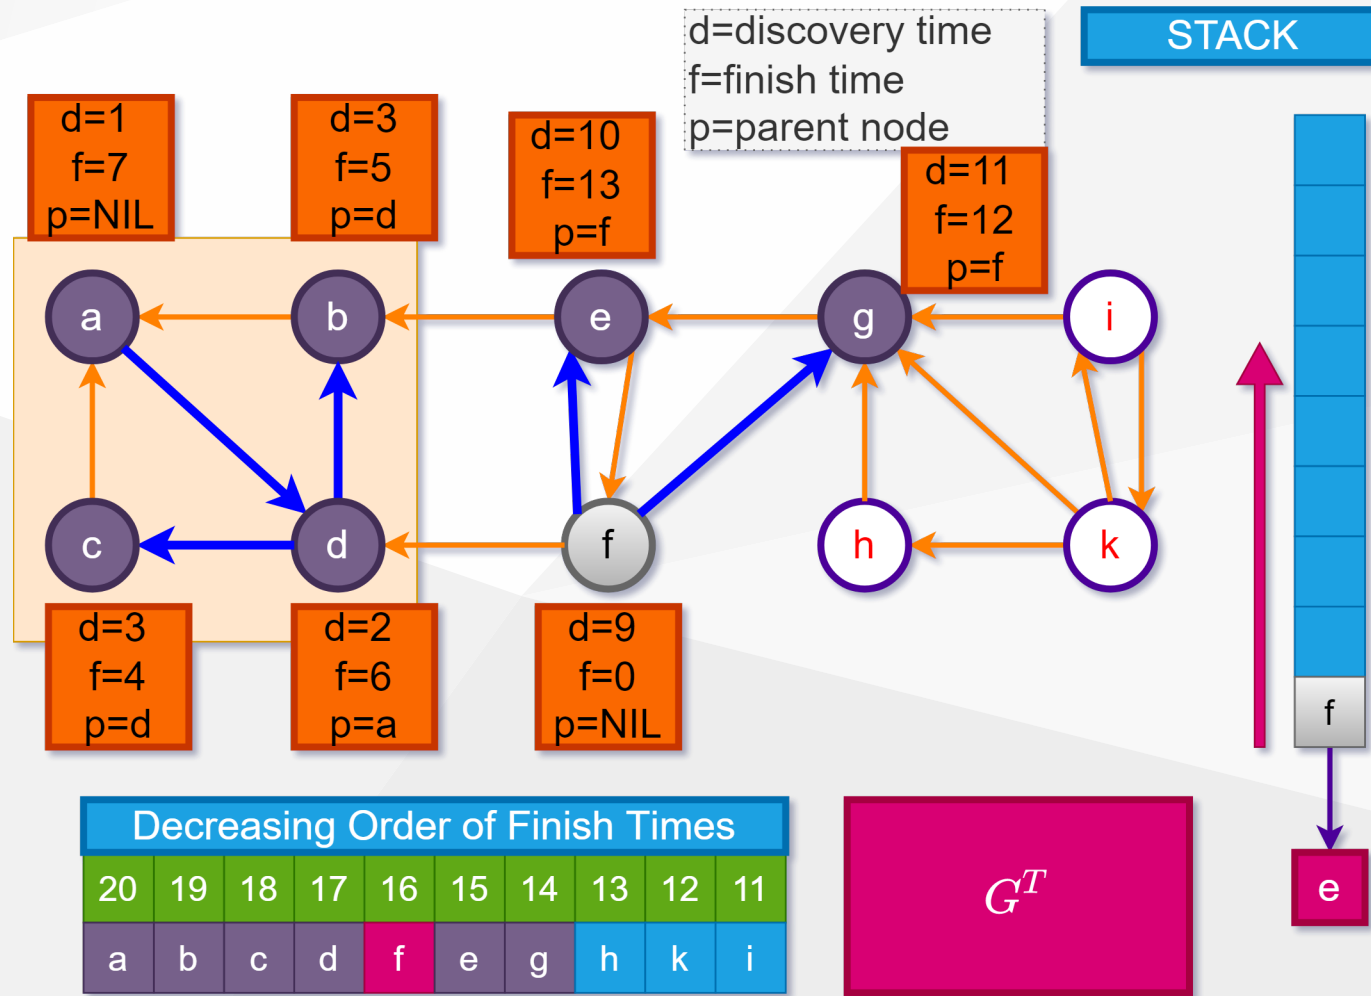 d=discovery time
f=finish time
p=parent node
STACK
d=1
f=7
p=NIL
d=3
f=5
p=d
d=10
f=13
p=f
d=11
f=12
p=f
a
b
e
g
i
c
d
f
h
k
d=3
f=4
p=d
d=2
f=6
p=a
d=9
f=0
p=NIL
f
e
Decreasing Order of Finish Times
20 19 18 17 16 15 14 13 12 11
a b c d f e g h k i
G^T